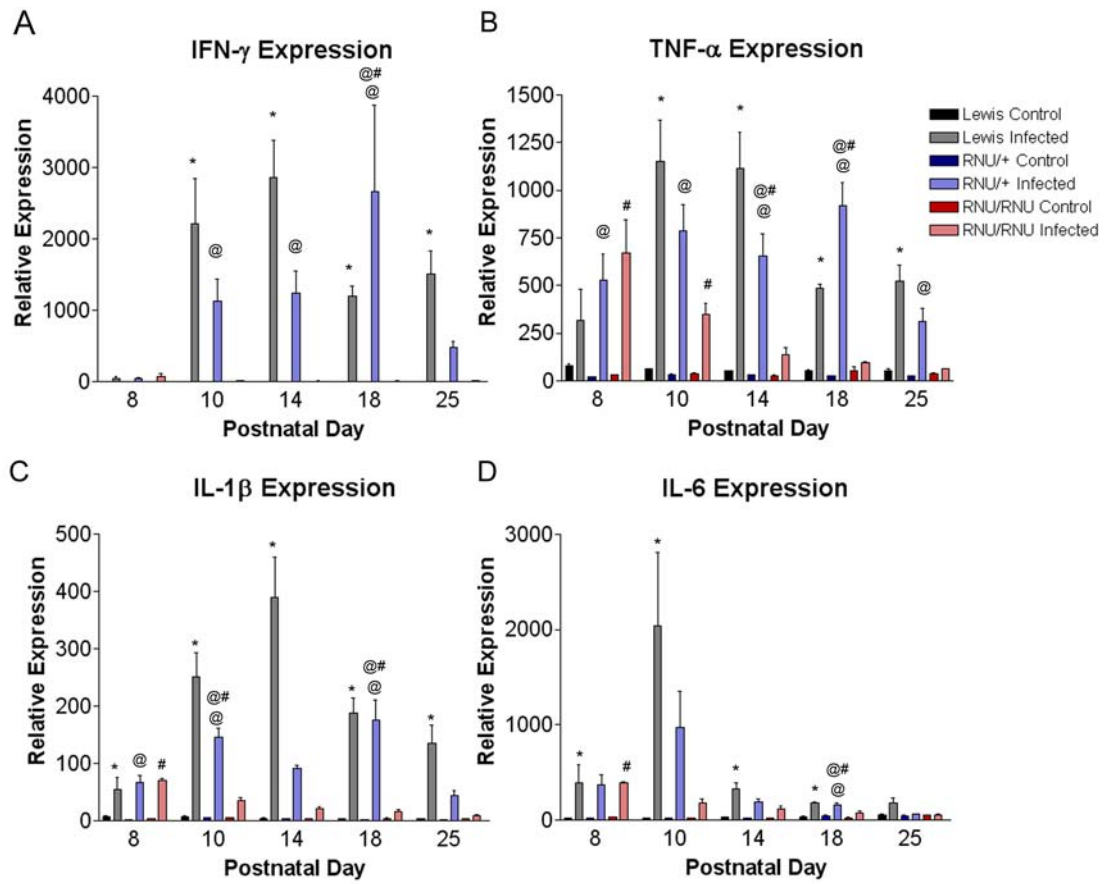 A
IFN-γ Expression
Relative Expression
4000
3000
2000
1000
0
*
@
*
@
*
@#
@
*
8 10 14 18 25
Postnatal Day
B
TNF-α Expression
Relative Expression
1500
1250
1000
750
500
250
0
@
#
*
@
#
*
@#
@
*
@#
@
*
@
8 10 14 18 25
Postnatal Day
Lewis Control
Lewis Infected
RNU/+ Control
RNU/+ Infected
RNU/RNU Control
RNU/RNU Infected
C
IL-1β Expression
Relative Expression
500
400
300
200
100
0
*
@
#
*
@#
@
*
*
@#
@
*
8 10 14 18 25
Postnatal Day
D
IL-6 Expression
Relative Expression
3000
2000
1000
0
*
#
*
*
*
@#
@
8 10 14 18 25
Postnatal Day